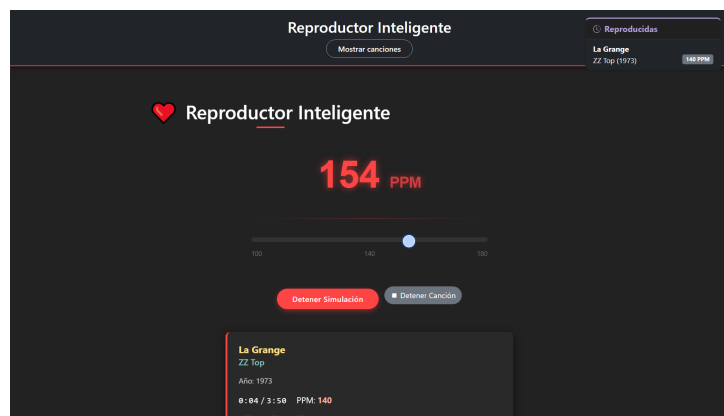 Reproductor Inteligente
Mostrar canciones
Reproducidas
La Grange
ZZ Top (1973)
140 PPM
Reproductor Inteligente
154 PPM
100 140 180
Detener Simulación
Detener Canción
La Grange
ZZ Top
Año: 1973
0:04 / 3:50 PPM: 140